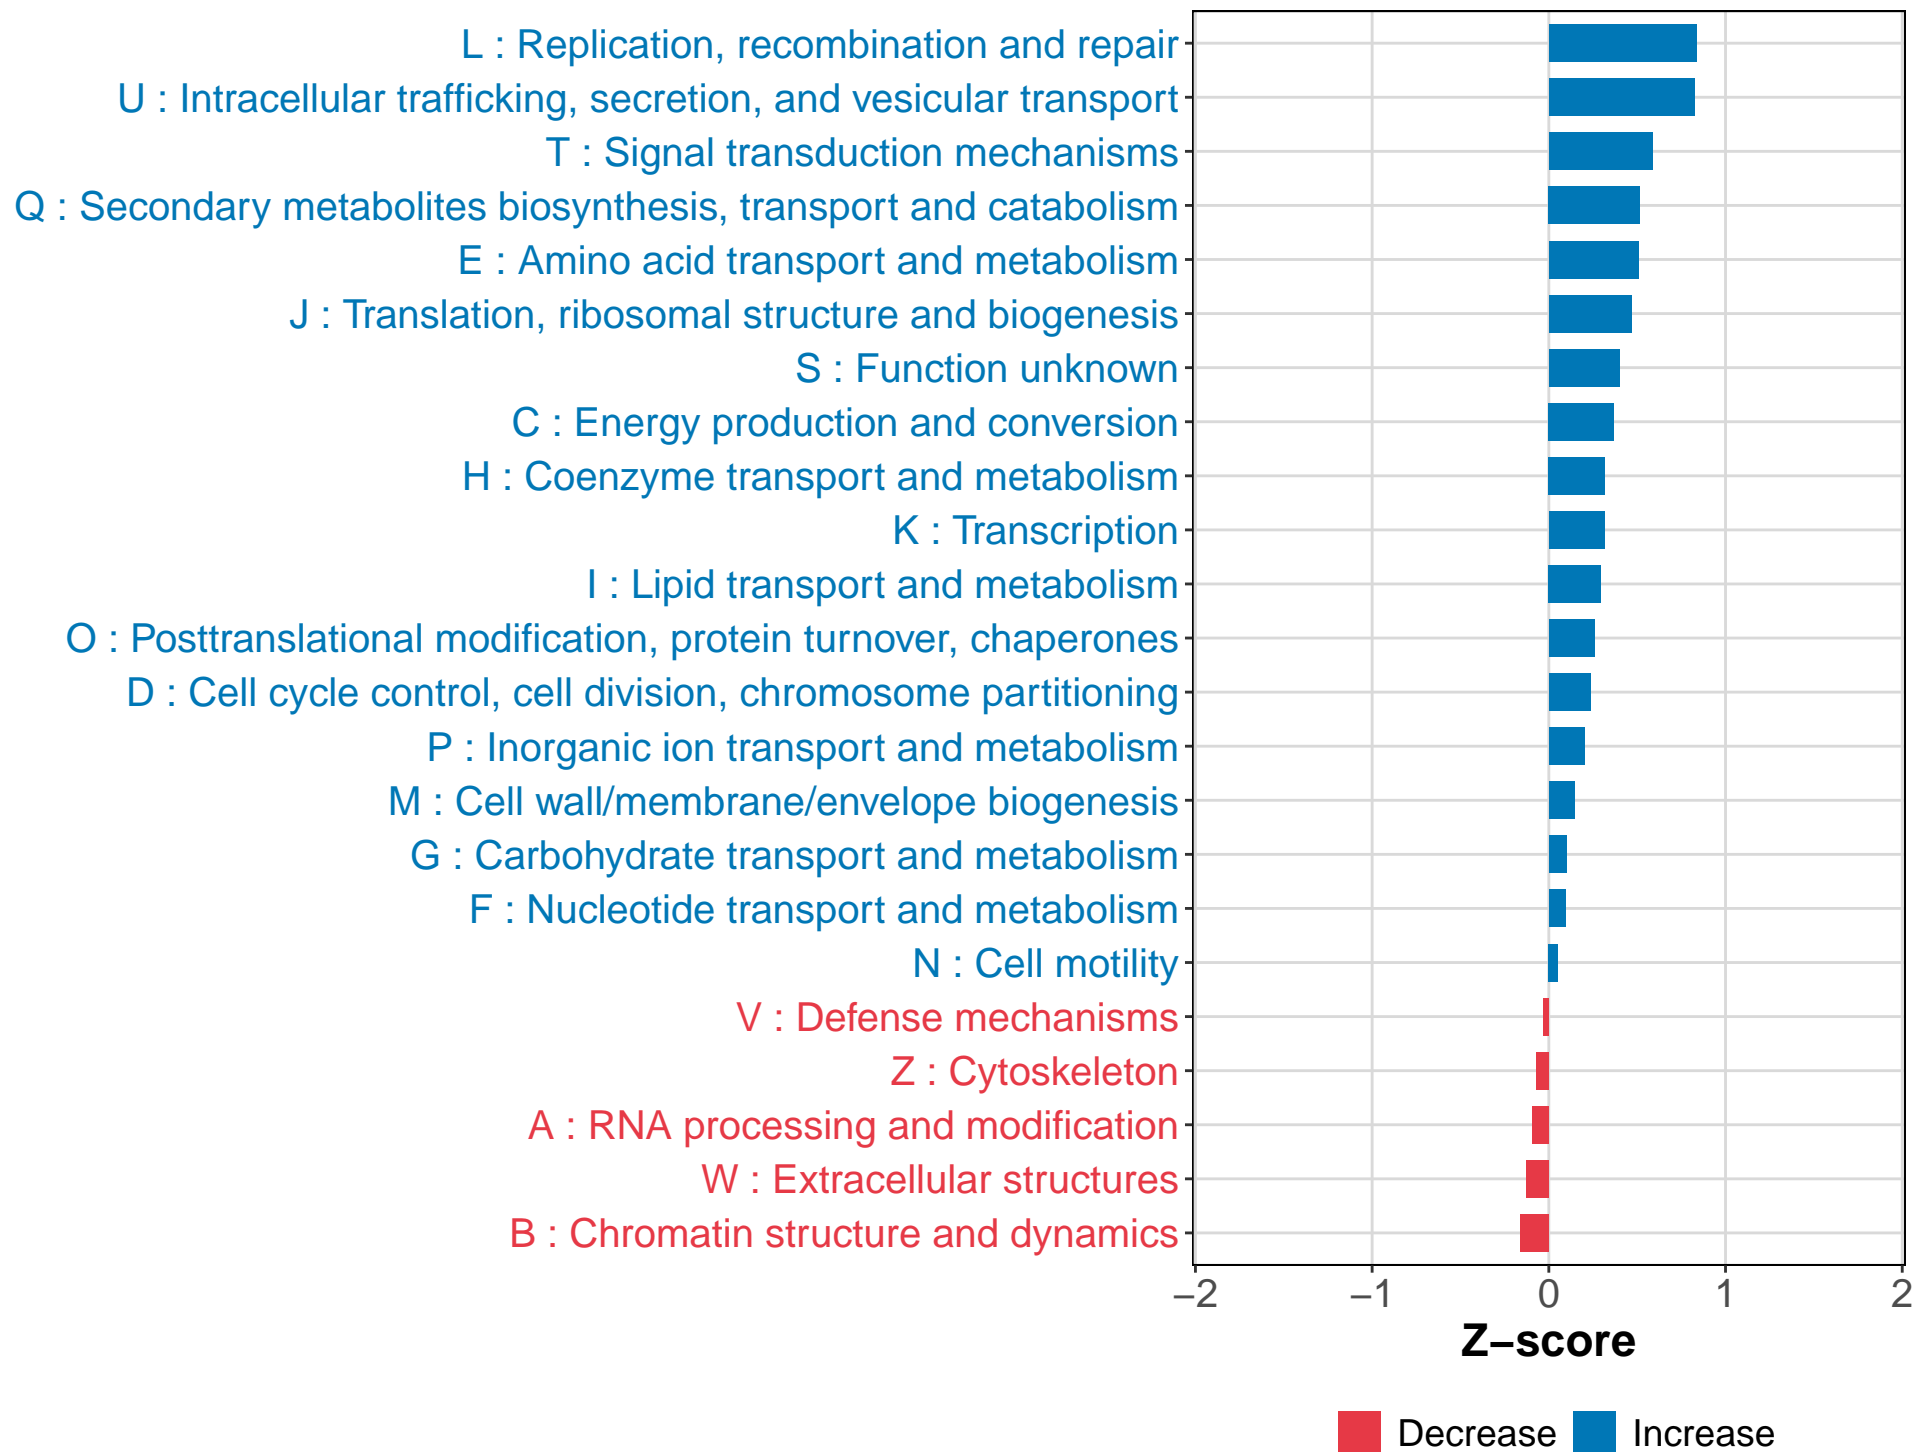 L : Replication, recombination and repair
U : Intracellular trafficking, secretion, and vesicular transport
T : Signal transduction mechanisms
Q : Secondary metabolites biosynthesis, transport and catabolism
E : Amino acid transport and metabolism
J : Translation, ribosomal structure and biogenesis
S : Function unknown
C : Energy production and conversion
H : Coenzyme transport and metabolism
K : Transcription
I : Lipid transport and metabolism
O : Posttranslational modification, protein turnover, chaperones
D : Cell cycle control, cell division, chromosome partitioning
P : Inorganic ion transport and metabolism
M : Cell wall/membrane/envelope biogenesis
G : Carbohydrate transport and metabolism
F : Nucleotide transport and metabolism
N : Cell motility
V : Defense mechanisms
Z : Cytoskeleton
A : RNA processing and modification
W : Extracellular structures
B : Chromatin structure and dynamics
−2 −1 0 1 2
Z−score
Decrease Increase